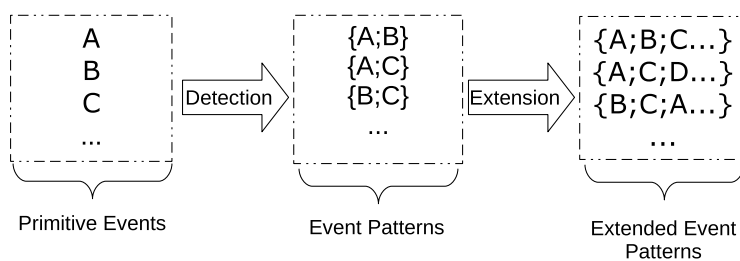 A
B
C
...
Primitive Events
Detection
{A;B}
{A;C}
{B;C}
...
Event Patterns
Extension
{A;B;C...}
{A;C;D...}
{B;C;A...}
...
Extended Event
Patterns